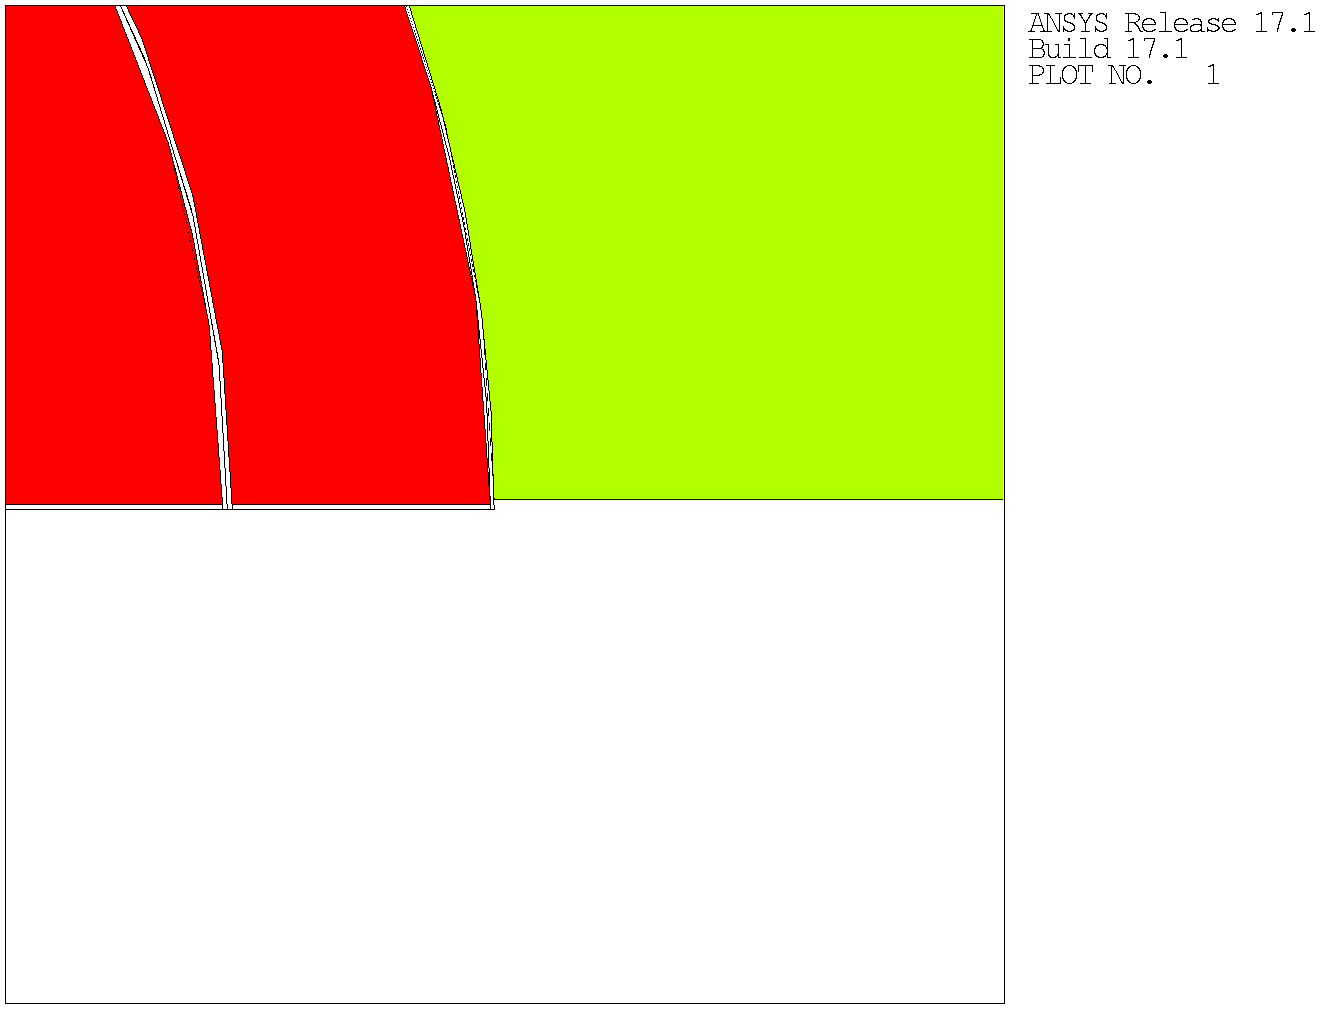 ANSYS Release 17.1
Build 17.1
PLOT NO.   1